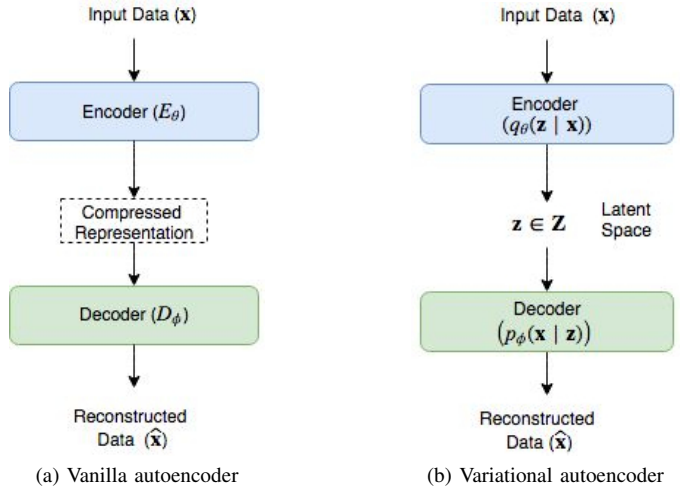 Input Data (x)
Encoder (E_θ)
Compressed
Representation
Decoder (D_ϕ)
Reconstructed
Data (x̂)
(a) Vanilla autoencoder
Input Data (x)
Encoder
(q_θ(z | x))
z ∈ Z
Latent
Space
Decoder
(p_ϕ(x | z))
Reconstructed
Data (x̂)
(b) Variational autoencoder